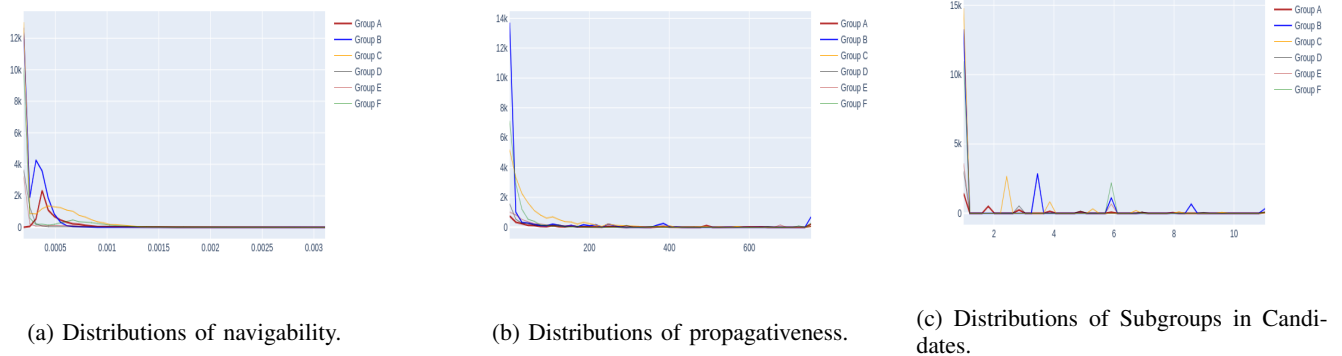 12k
10k
8k
6k
4k
2k
0
0.0005
0.001
0.0015
0.002
0.0025
0.003
Group A
Group B
Group C
Group D
Group E
Group F
(a) Distributions of navigability.
14k
12k
10k
8k
6k
4k
2k
0
200
400
600
Group A
Group B
Group C
Group D
Group E
Group F
(b) Distributions of propagativeness.
15k
10k
5k
0
2
4
6
8
10
Group A
Group B
Group C
Group D
Group E
Group F
(c) Distributions of Subgroups in Candi-
dates.